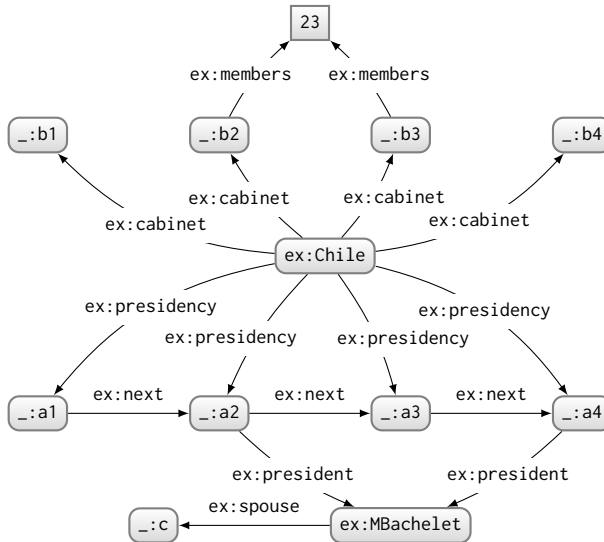 23
ex:members ex:members
_:b1 _:b2 _:b3 _:b4
ex:cabinet ex:cabinet
ex:cabinet ex:cabinet
ex:Chile
ex:presidency ex:presidency
ex:presidency ex:presidency
ex:next ex:next ex:next
_:a1 _:a2 _:a3 _:a4
ex:president ex:president
ex:spouse
_:c ex:MBachelet